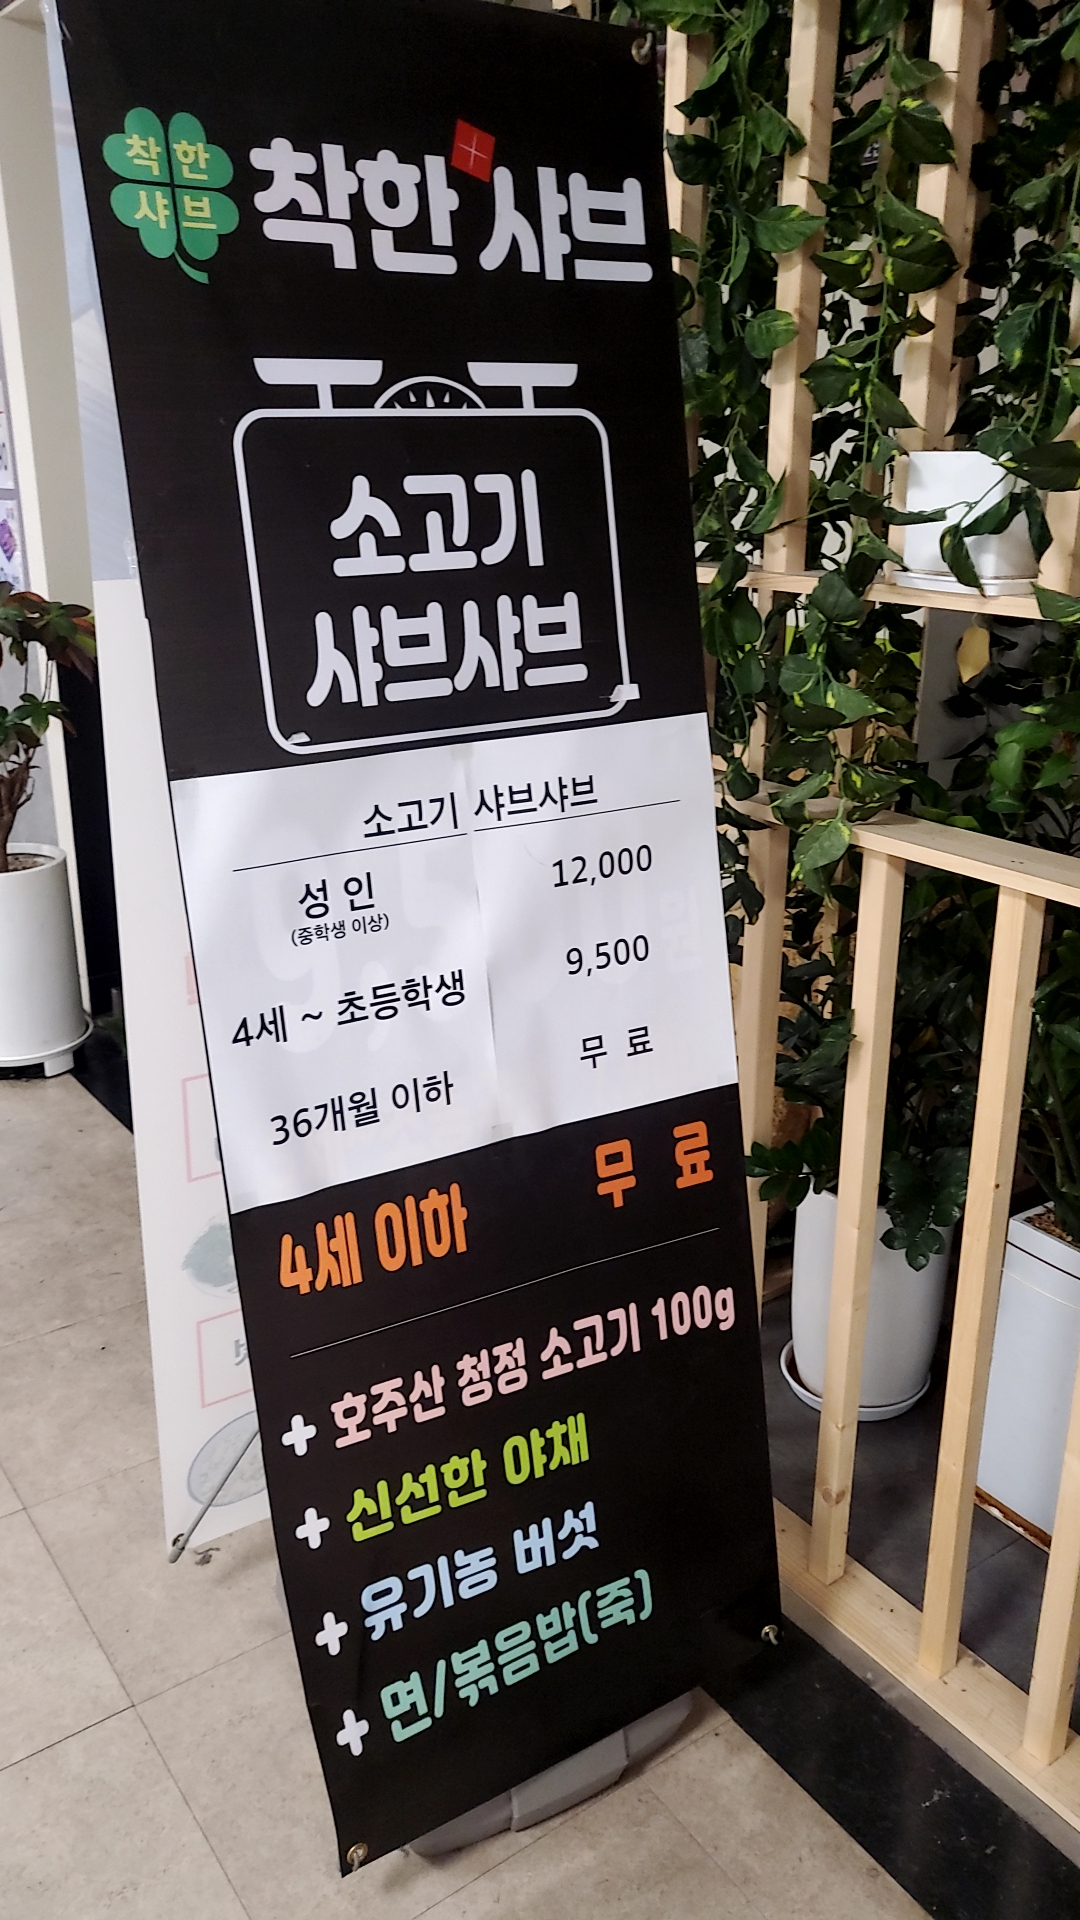 착한
샤브
착한 샤브
소고기
샤브샤브
소고기 샤브샤브
성 인 12,000
(중학생 이상)
4세 ~ 초등학생 9,500
36개월 이하 무 료
4세 이하 무 료
+ 호주산 청정 소고기 100g
+ 신선한 야채
+ 유기농 버섯
+ 면/볶음밥(죽)